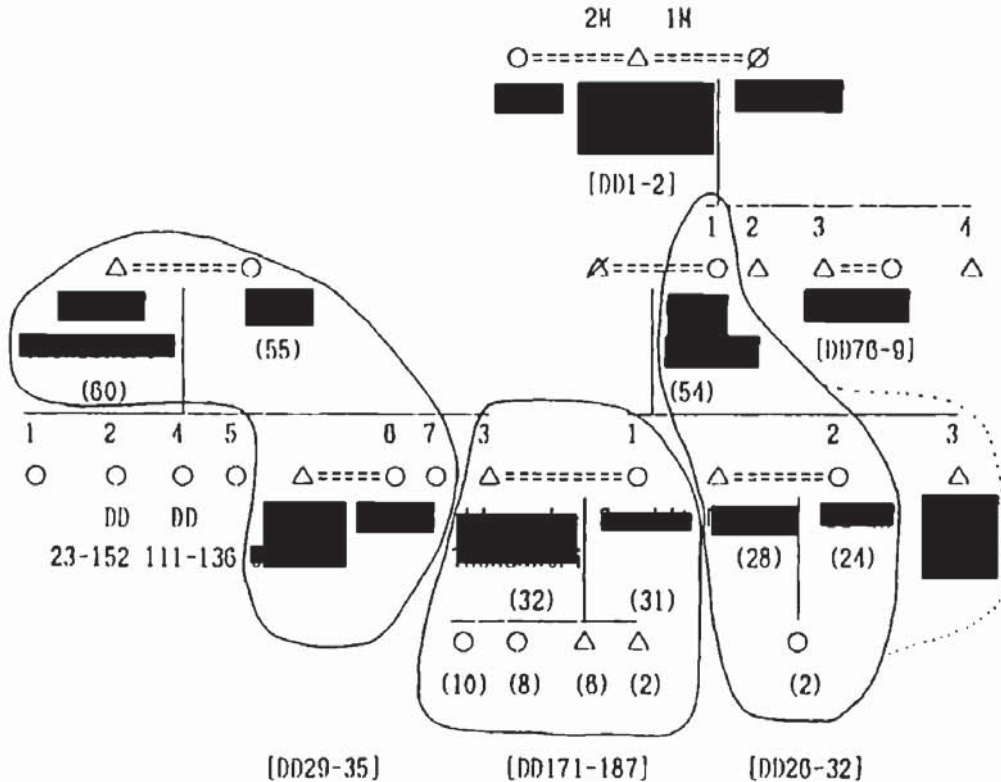 2M 1M
[DD1-2]
1 2 3 4
(55) [DD76-9]
(60) (54)
1 2 4 5 6 7 3 1 2 3
DD DD
23-152 111-136 (28) (24)
(32) (31)
(10) (8) (6) (2) (2)
[DD29-35] [DD171-187] [DD26-32]